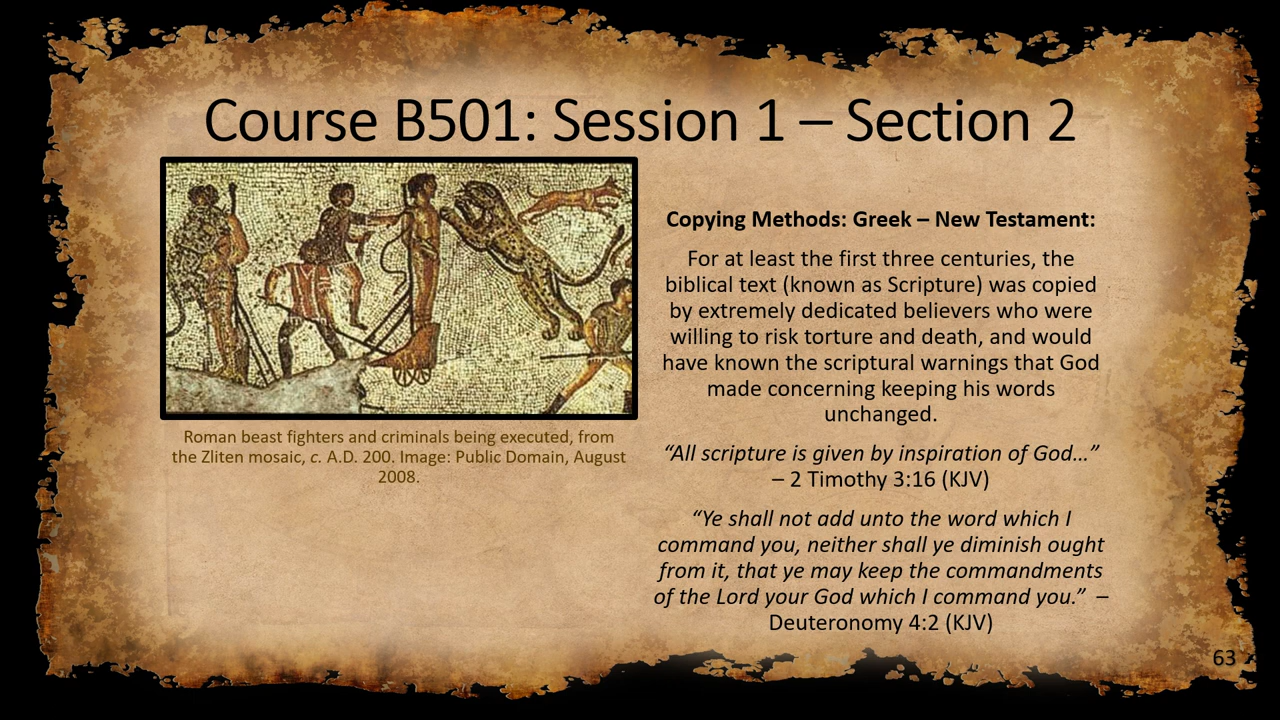 Course B501: Session 1 – Section 2
Roman beast fighters and criminals being executed, from
the Zliten mosaic, c. A.D. 200. Image: Public Domain, August
2008.
Copying Methods: Greek – New Testament:
For at least the first three centuries, the
biblical text (known as Scripture) was copied
by extremely dedicated believers who were
willing to risk torture and death, and would
have known the scriptural warnings that God
made concerning keeping his words
unchanged.
“All scripture is given by inspiration of God…”
– 2 Timothy 3:16 (KJV)
“Ye shall not add unto the word which I
command you, neither shall ye diminish ought
from it, that ye may keep the commandments
of the Lord your God which I command you.” –
Deuteronomy 4:2 (KJV)
63